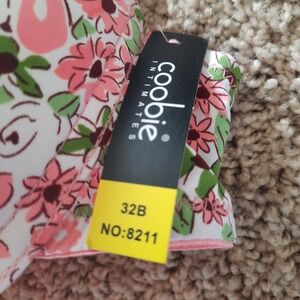 coobie®
INTIMATES
32B
NO:8211